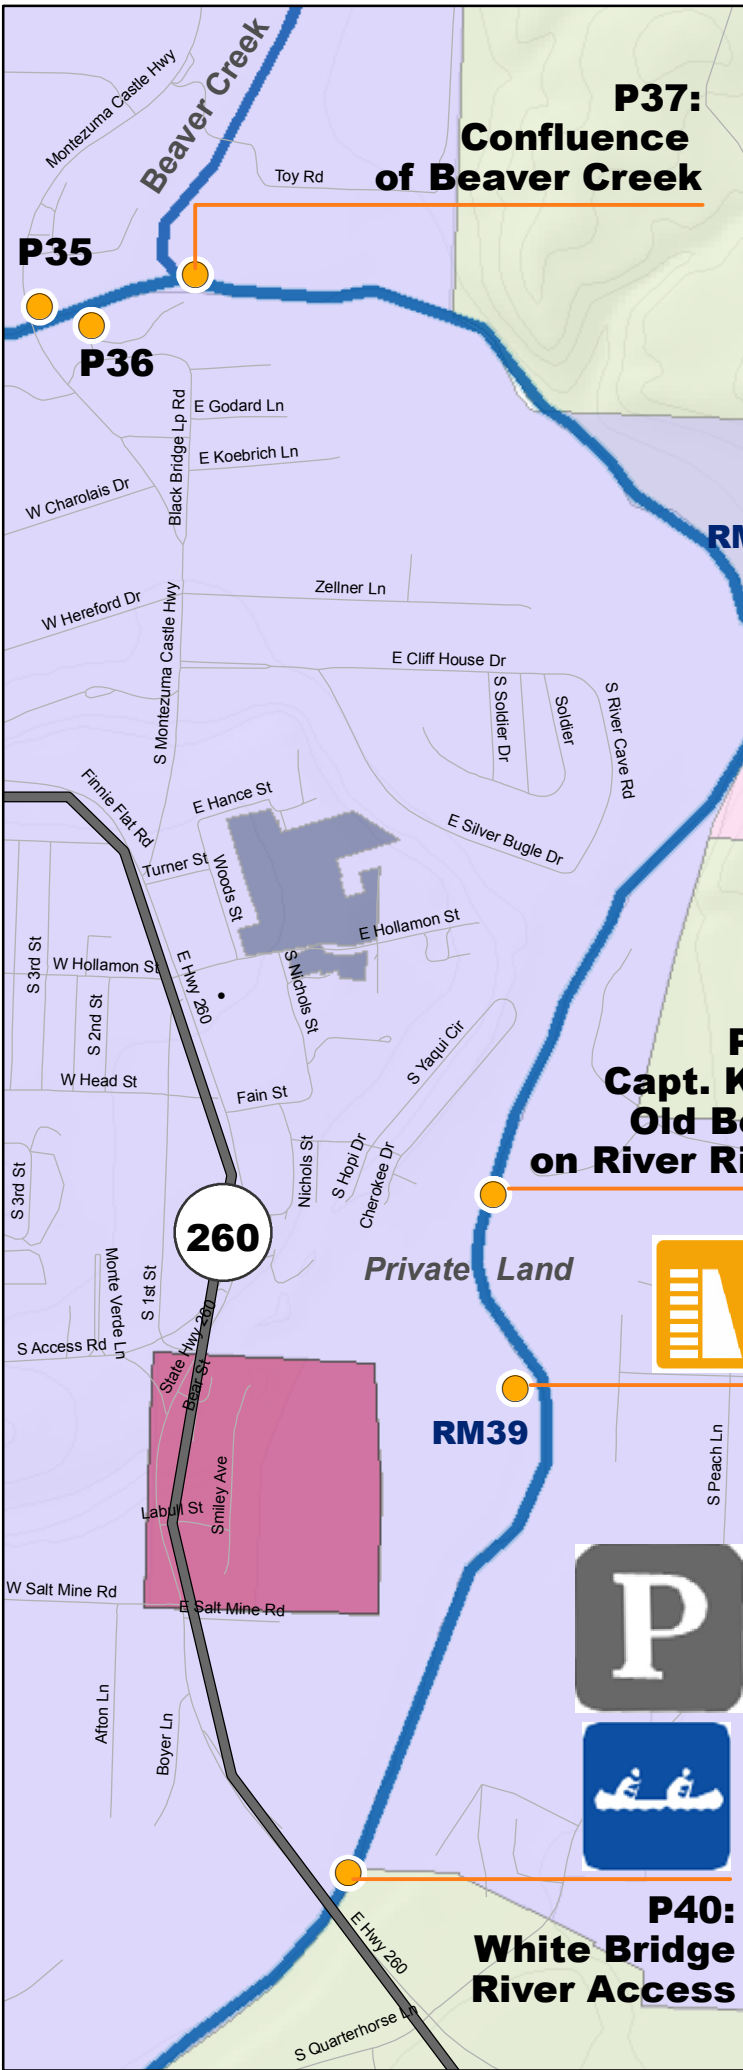 Montezuma Castle Hwy
Beaver Creek
P37:
Confluence
of Beaver Creek
Toy Rd
P35
P36
Black Bridge Lp Rd
E Godard Ln
E Koebrich Ln
W Charolais Dr
RM
Zellner Ln
W Hereford Dr
S Montezuma Castle Hwy
E Cliff House Dr
S Soldier Dr
Soldier
S River Cave Rd
Finnie Flat Rd
E Hance St
E Silver Bugle Dr
Turner St
Woods St
E Hollamon St
S 3rd St
W Hollamon St
E Hwy 260
S Nichols St
S 2nd St
S Yaqui Cir
P
Capt. K
Old B
on River Ri
W Head St
Fain St
Nichols St
S Hopi Dr
Cherokee Dr
S 3rd St
260
Private Land
Monte Verde Ln
S 1st St
S Access Rd
State Hwy 260
Bear St
RM39
S Peach Ln
Smiley Ave
Labull St
W Salt Mine Rd
E Salt Mine Rd
P
Afton Ln
Boyer Ln
P40:
White Bridge
River Access
E Hwy 260
S Quarterhorse Ln